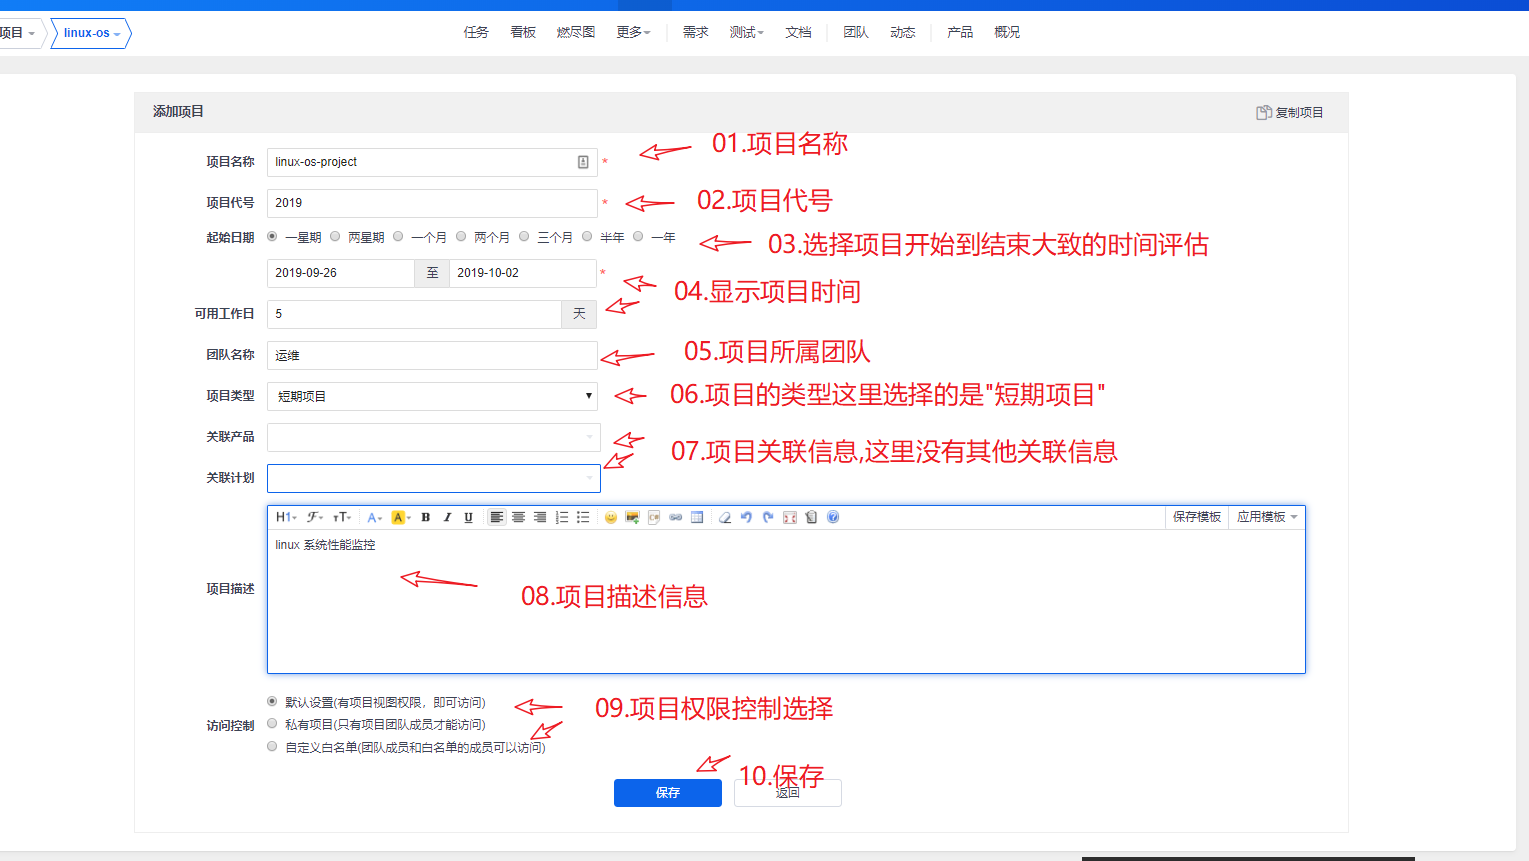 项目 linux-os 任务 看板 燃尽图 更多 需求 测试 文档 团队 动态 产品 概况
添加项目 复制项目
项目名称 linux-os-project * 01.项目名称
项目代号 2019 * 02.项目代号
起始日期 一星期 两星期 一个月 两个月 三个月 半年 一年 03.选择项目开始到结束大致的时间评估
2019-09-26 至 2019-10-02 * 04.显示项目时间
可用工作日 5 天
团队名称 运维 05.项目所属团队
项目类型 短期项目 06.项目的类型这里选择的是"短期项目"
关联产品
07.项目关联信息,这里没有其他关联信息
关联计划
H1 F TT A A B I U 保存模板 应用模板
linux 系统性能监控
项目描述 08.项目描述信息
默认设置(有项目视图权限，即可访问) 09.项目权限控制选择
访问控制 私有项目(只有项目团队成员才能访问)
自定义白名单(团队成员和白名单的成员可以访问)
10.保存
保存 返回